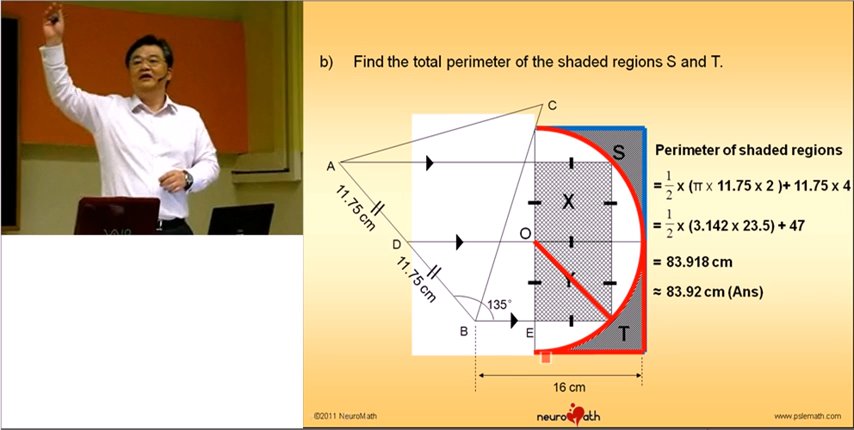 b) Find the total perimeter of the shaded regions S and T.
C
S
Perimeter of shaded regions
A
= 1/2 x (π x 11.75 x 2 )+ 11.75 x 4
X
11.75 cm
= 1/2 x (3.142 x 23.5) + 47
O
D
= 83.918 cm
11.75 cm
Y
≈ 83.92 cm (Ans)
135°
B
E
T
16 cm
©2011 NeuroMath
neuro ath
www.pslemath.com